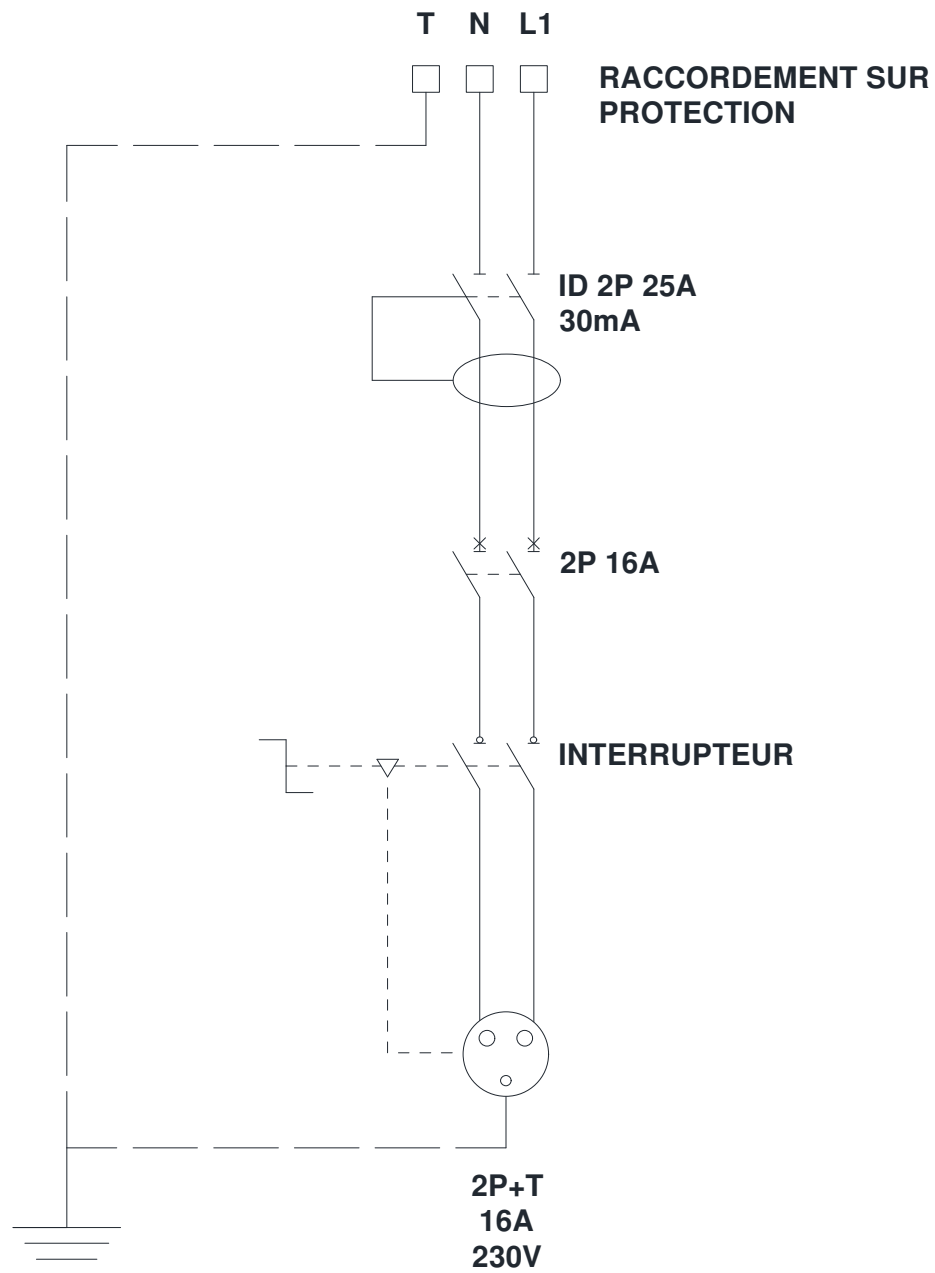 T N L1
RACCORDEMENT SUR
PROTECTION
ID 2P 25A
30mA
2P 16A
INTERRUPTEUR
2P+T
16A
230V